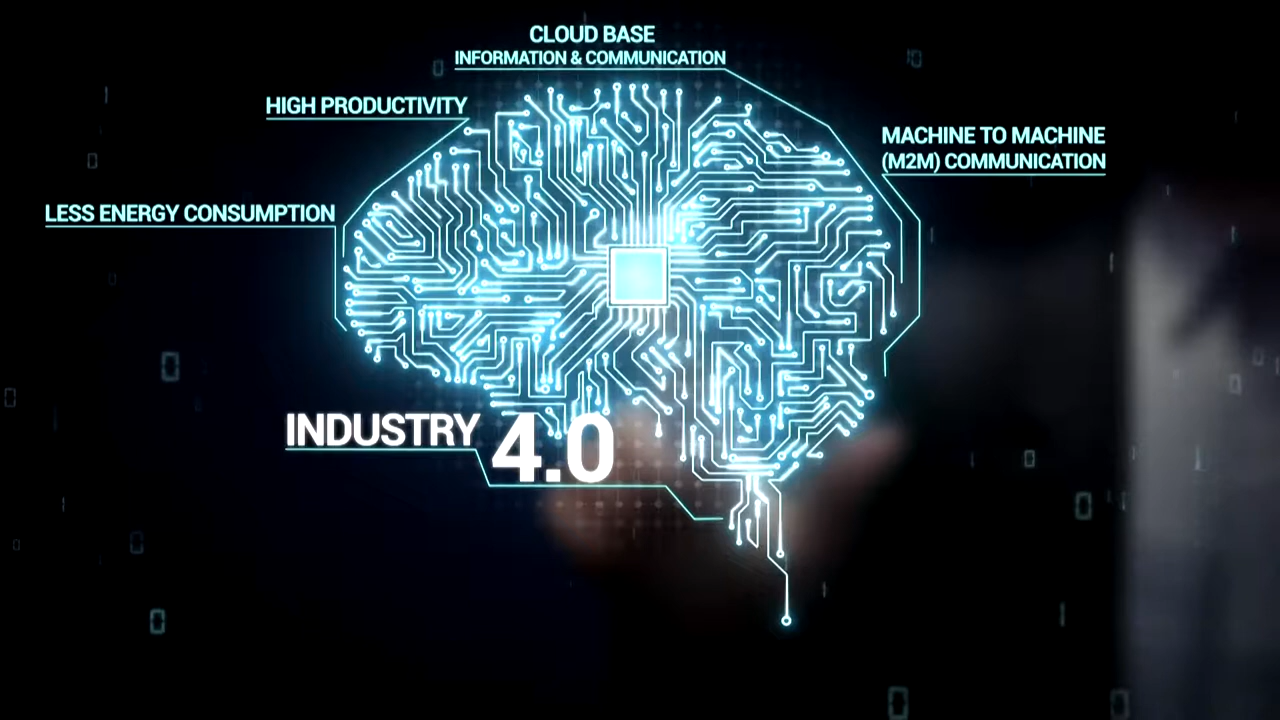 CLOUD BASE
INFORMATION & COMMUNICATION
HIGH PRODUCTIVITY
MACHINE TO MACHINE
(M2M) COMMUNICATION
LESS ENERGY CONSUMPTION
INDUSTRY 4.0